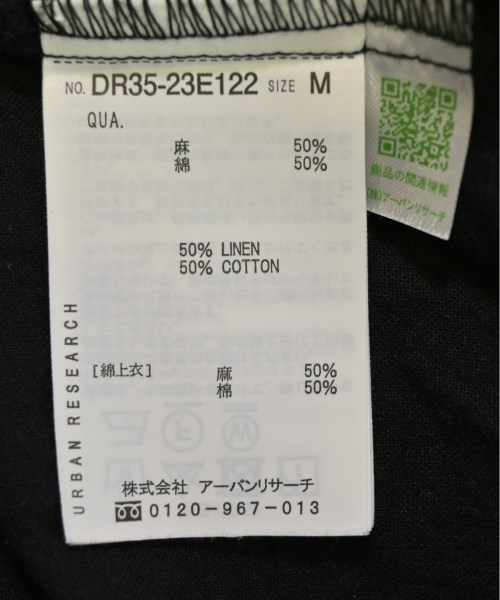 NO. DR35-23E122 SIZE M
QUA.
麻 50%
綿 50%
50% LINEN
50% COTTON
[綿上衣] 麻 50%
棉 50%
URBAN RESEARCH
株式会社 アーバンリサーチ
0120-967-013
商品の関連情報
(株)アーバンリサーチ